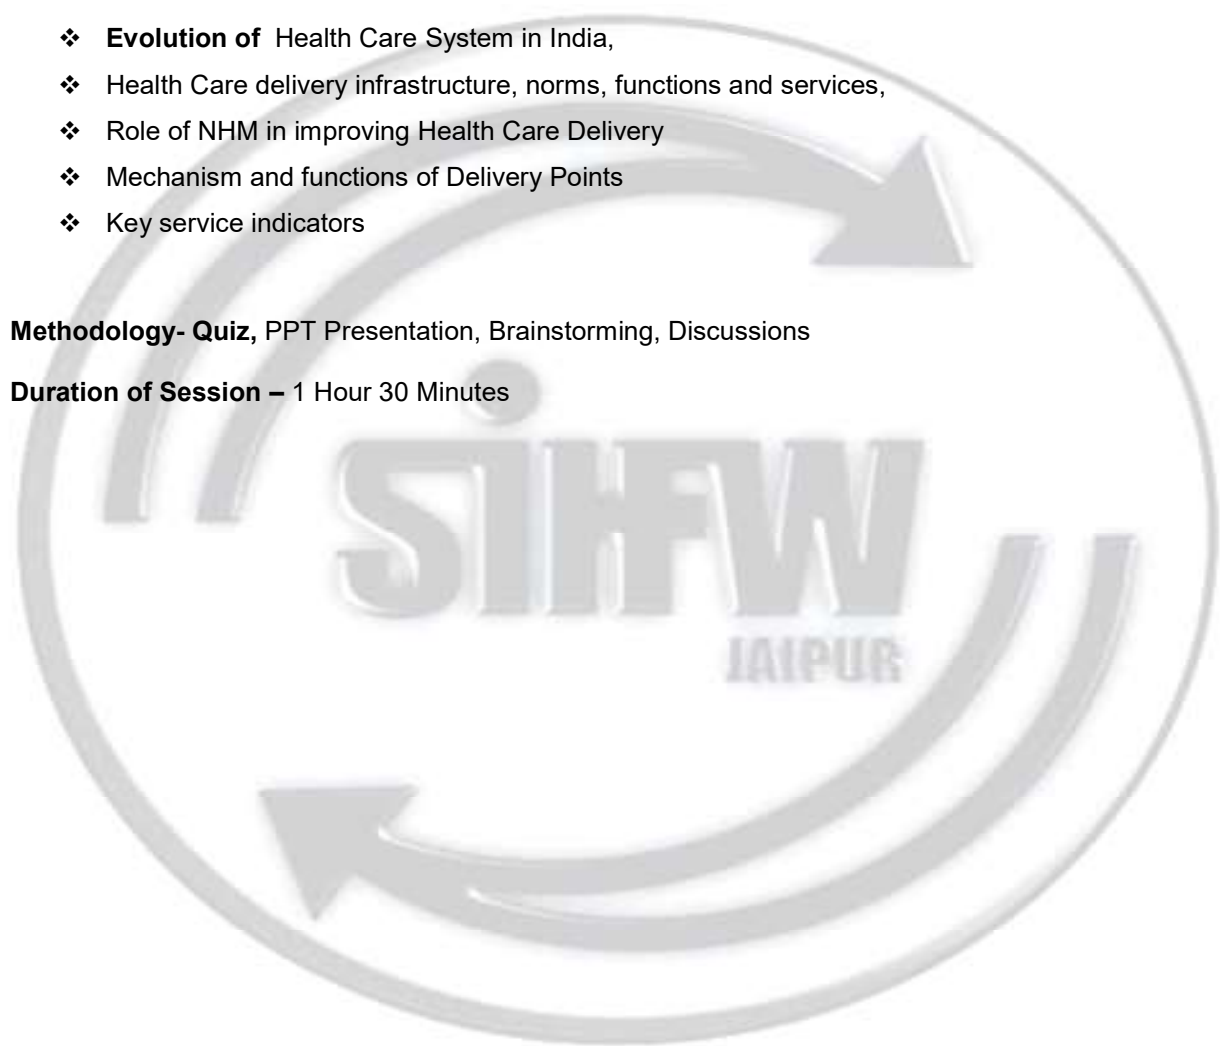 ❖ Evolution of Health Care System in India,
❖ Health Care delivery infrastructure, norms, functions and services,
❖ Role of NHM in improving Health Care Delivery
❖ Mechanism and functions of Delivery Points
❖ Key service indicators
Methodology- Quiz, PPT Presentation, Brainstorming, Discussions
Duration of Session – 1 Hour 30 Minutes
SiHFW
JAIPUR